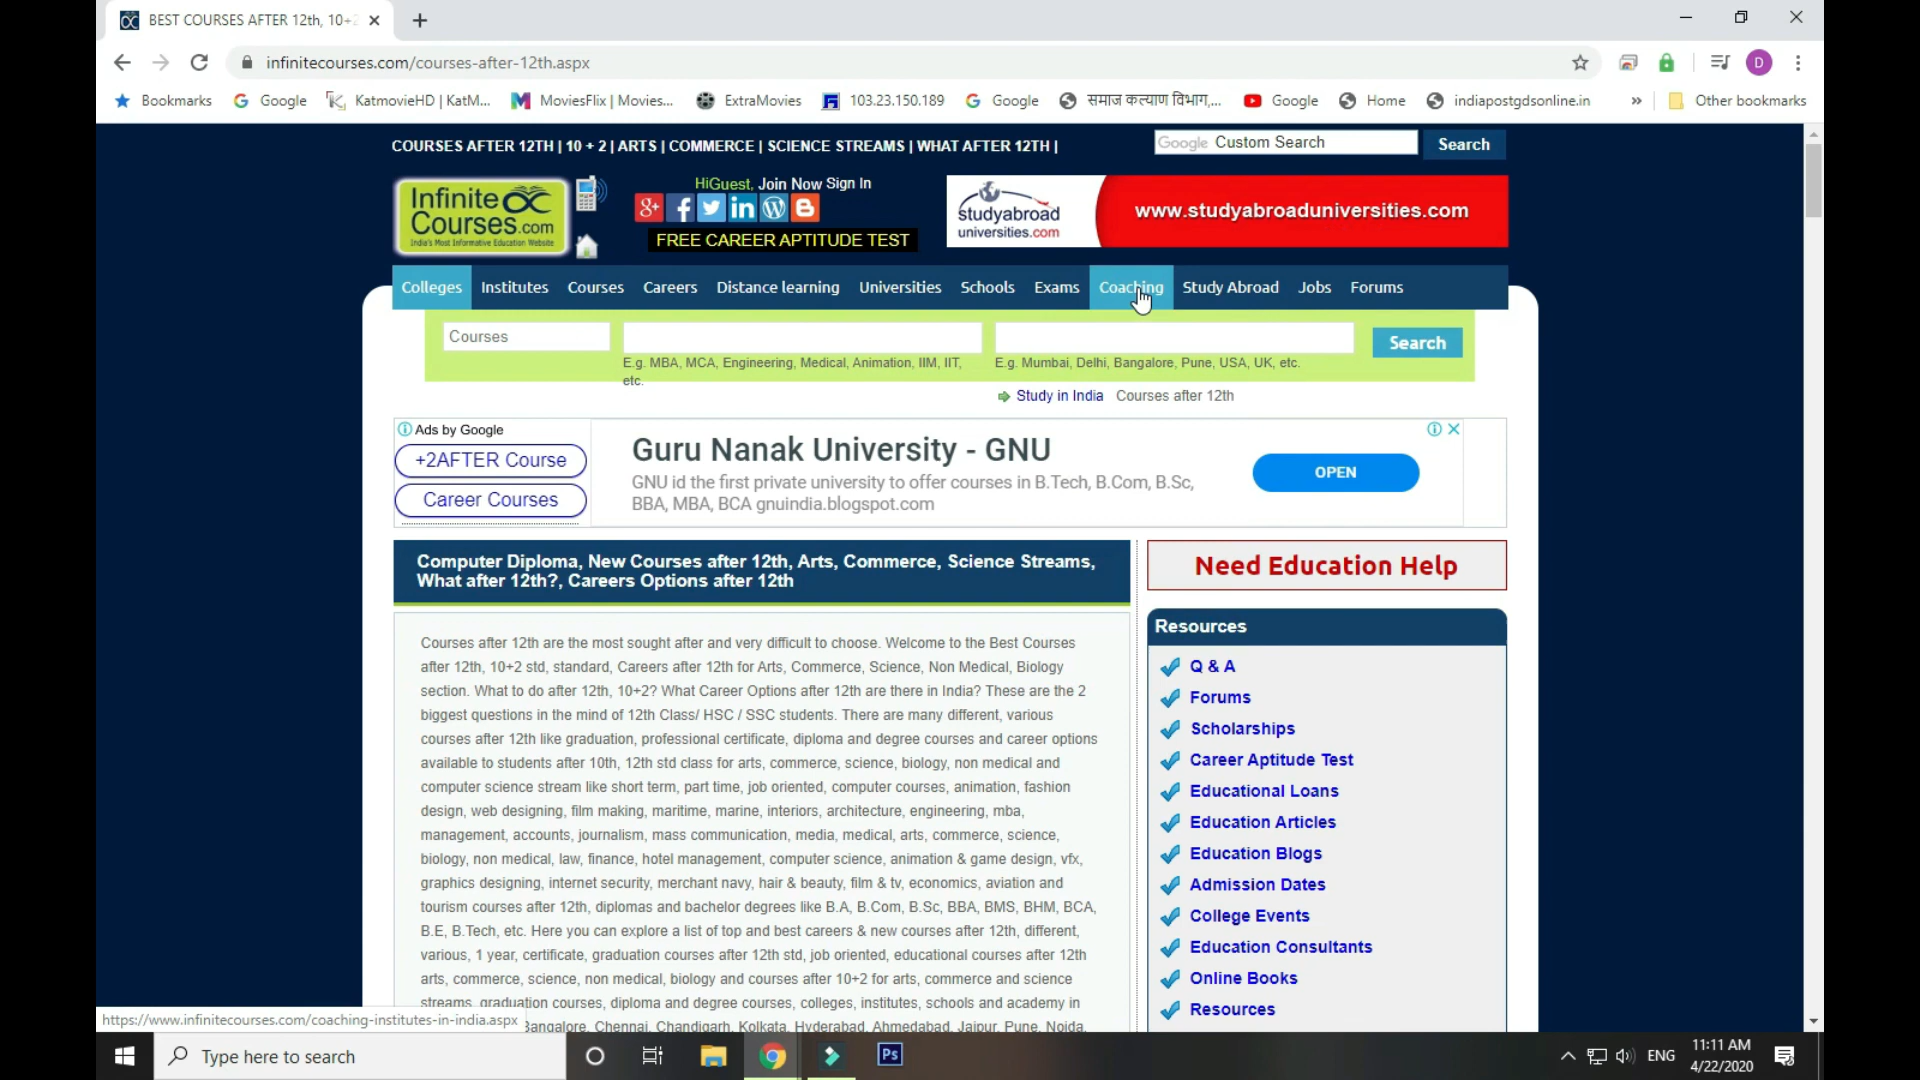 BEST COURSES AFTER 12th, 10+2
infinitecourses.com/courses-after-12th.aspx
D
Bookmarks
Google
KatmovieHD | KatM...
MoviesFlix | Movies...
ExtraMovies
103.23.150.189
Google
समाज कल्याण विभाग,...
Google
Home
indiapostgdsonline.in
»
Other bookmarks
COURSES AFTER 12TH | 10 + 2 | ARTS | COMMERCE | SCIENCE STREAMS | WHAT AFTER 12TH |
Google Custom Search
Search
Infinite
Courses.com
India's Most Informative Education Website
HiGuest, Join Now Sign In
FREE CAREER APTITUDE TEST
studyabroad
universities.com
www.studyabroaduniversities.com
Colleges Institutes Courses Careers Distance learning Universities Schools Exams Coaching Study Abroad Jobs Forums
Courses
Search
E.g. MBA, MCA, Engineering, Medical, Animation, IIM, IIT,
etc.
E.g. Mumbai, Delhi, Bangalore, Pune, USA, UK, etc.
Study in India Courses after 12th
Ads by Google
+2AFTER Course
Career Courses
Guru Nanak University - GNU
GNU id the first private university to offer courses in B.Tech, B.Com, B.Sc,
BBA, MBA, BCA gnuindia.blogspot.com
OPEN
Computer Diploma, New Courses after 12th, Arts, Commerce, Science Streams,
What after 12th?, Careers Options after 12th
Courses after 12th are the most sought after and very difficult to choose. Welcome to the Best Courses
after 12th, 10+2 std, standard, Careers after 12th for Arts, Commerce, Science, Non Medical, Biology
section. What to do after 12th, 10+2? What Career Options after 12th are there in India? These are the 2
biggest questions in the mind of 12th Class/ HSC / SSC students. There are many different, various
courses after 12th like graduation, professional certificate, diploma and degree courses and career options
available to students after 10th, 12th std class for arts, commerce, science, biology, non medical and
computer science stream like short term, part time, job oriented, computer courses, animation, fashion
design, web designing, film making, maritime, marine, interiors, architecture, engineering, mba,
management, accounts, journalism, mass communication, media, medical, arts, commerce, science,
biology, non medical, law, finance, hotel management, computer science, animation & game design, vfx,
graphics designing, internet security, merchant navy, hair & beauty, film & tv, economics, aviation and
tourism courses after 12th, diplomas and bachelor degrees like B.A, B.Com, B.Sc, BBA, BMS, BHM, BCA,
B.E, B.Tech, etc. Here you can explore a list of top and best careers & new courses after 12th, different,
various, 1 year, certificate, graduation courses after 12th std, job oriented, educational courses after 12th
arts, commerce, science, non medical, biology and courses after 10+2 for arts, commerce and science
streams, graduation courses, diploma and degree courses, colleges, institutes, schools and academy in
Bangalore, Chennai, Chandigarh, Kolkata, Hyderabad, Ahmedabad, Jaipur, Pune, Noida,
Need Education Help
Resources
Q & A
Forums
Scholarships
Career Aptitude Test
Educational Loans
Education Articles
Education Blogs
Admission Dates
College Events
Education Consultants
Online Books
Resources
https://www.infinitecourses.com/coaching-institutes-in-india.aspx
Type here to search
Ps
ENG
11:11 AM
4/22/2020